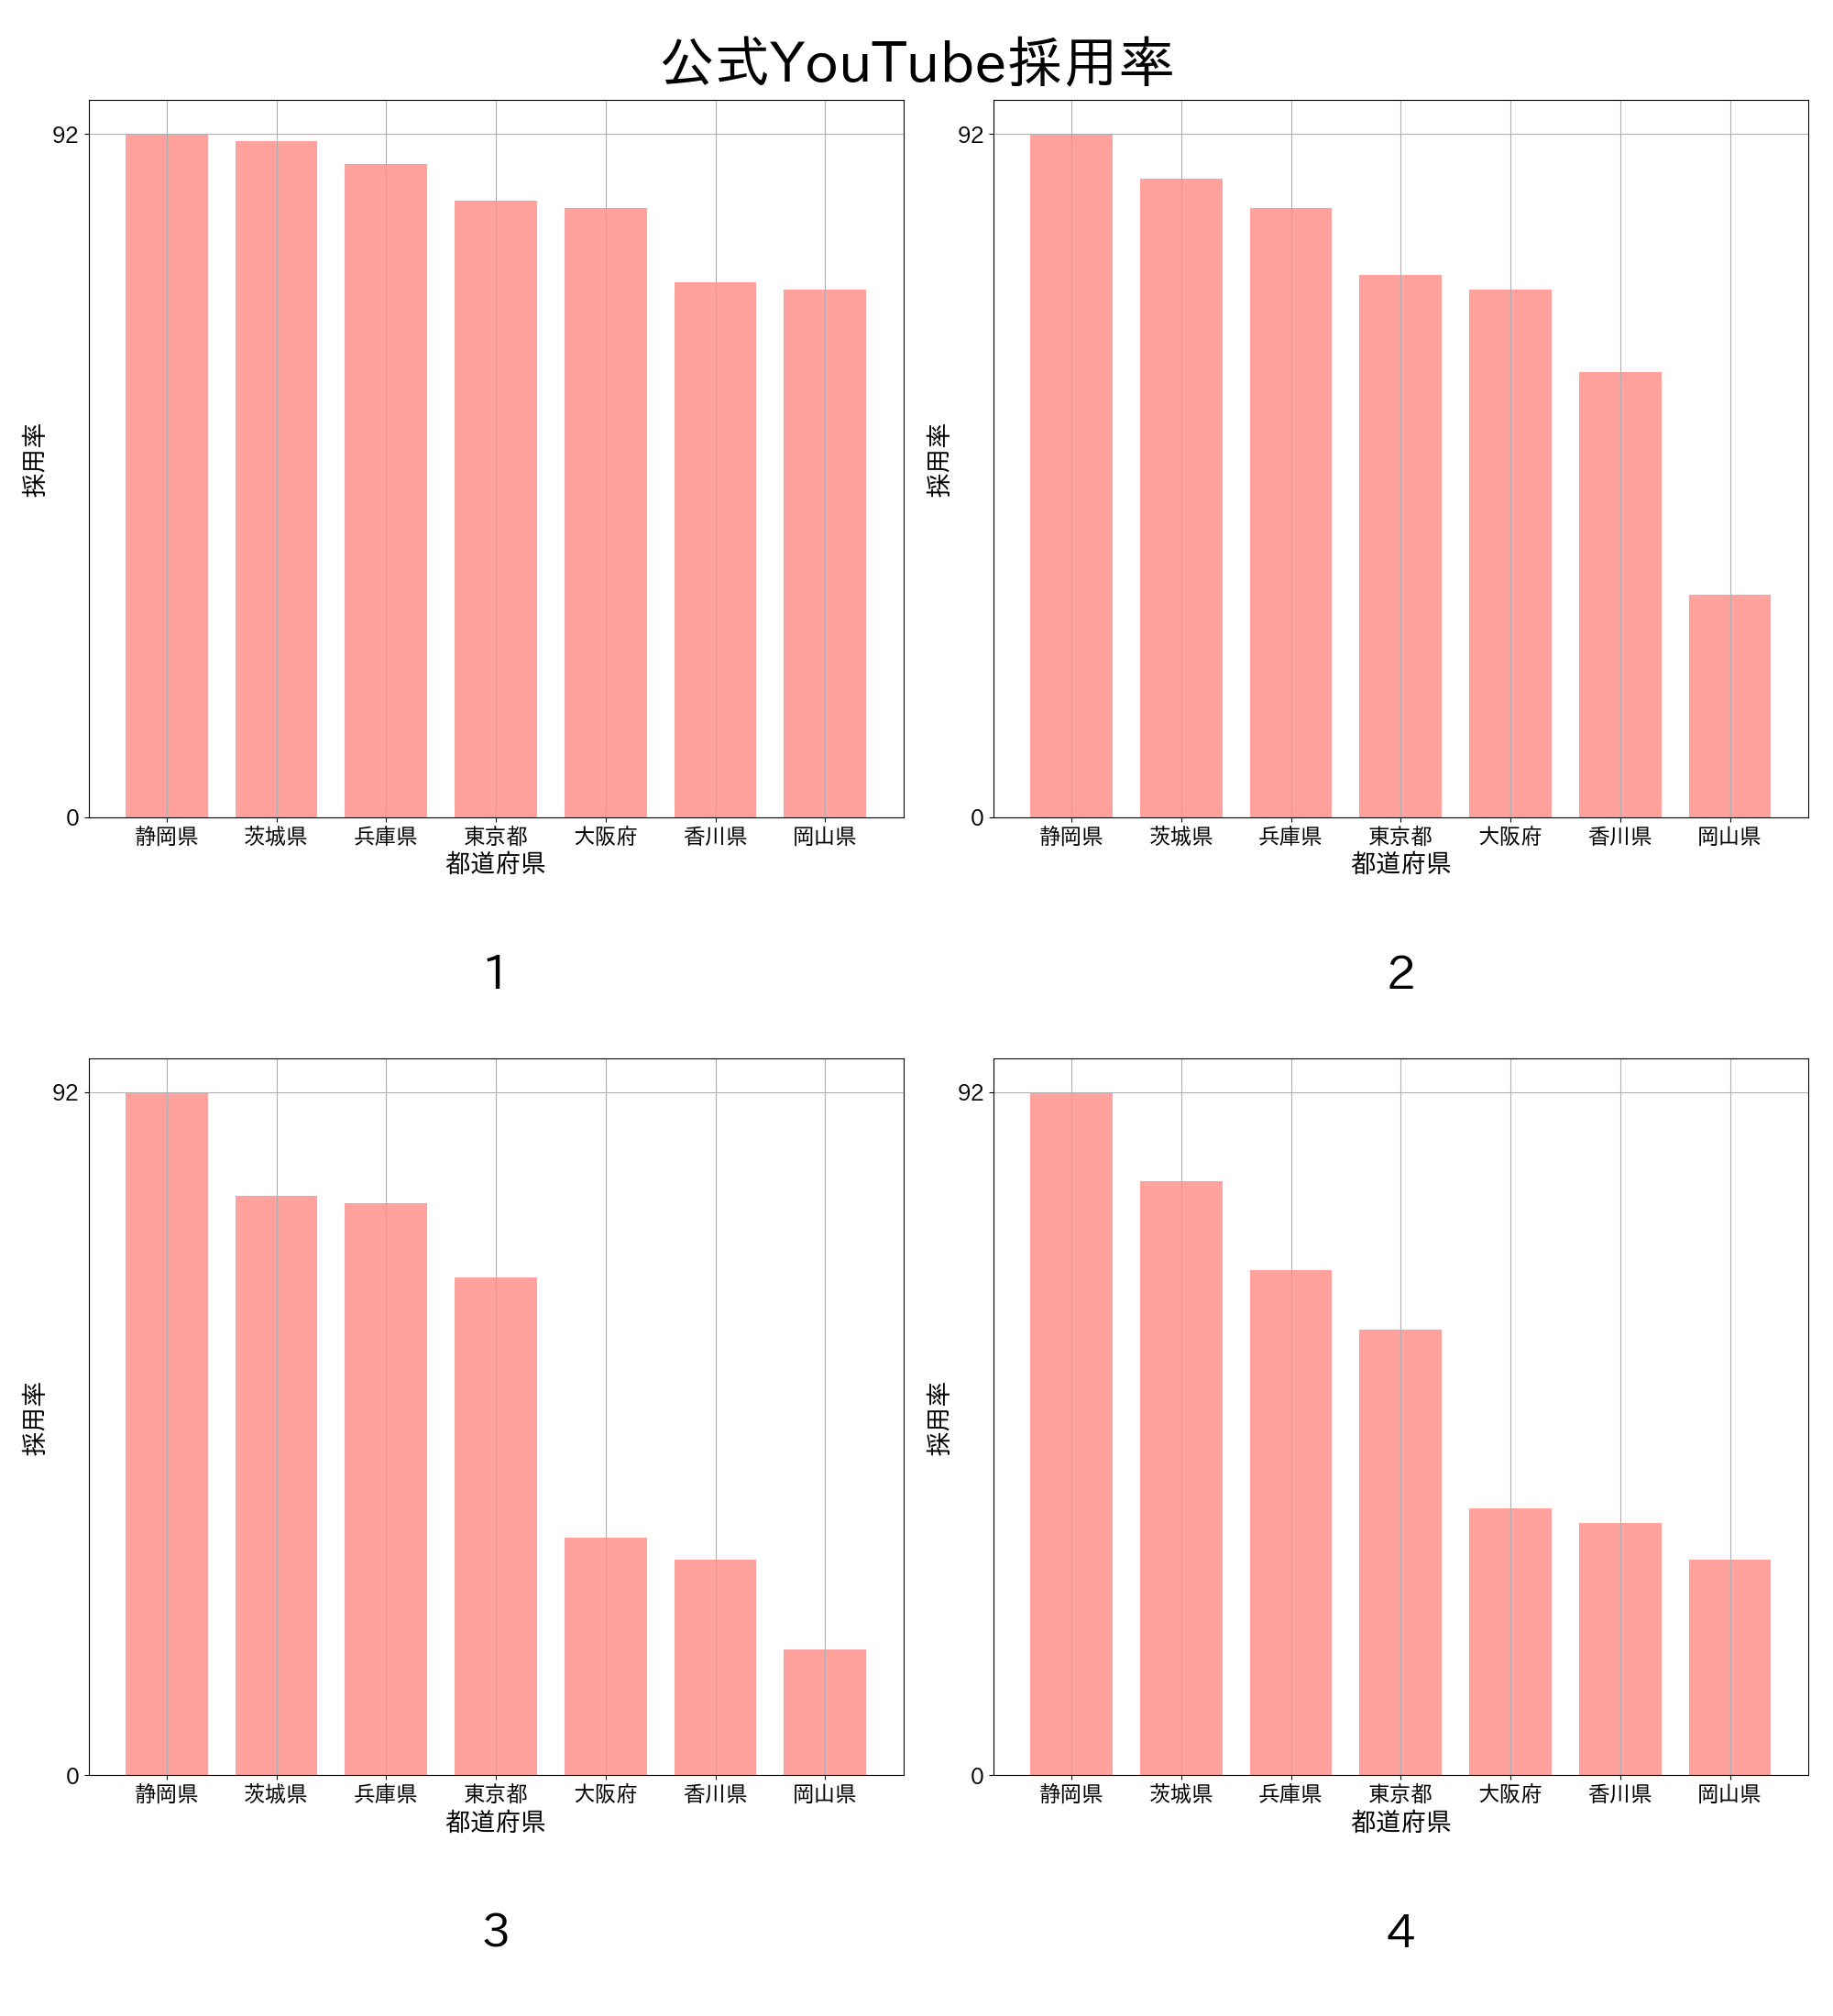 公式YouTube採用率
92
0
採用率
静岡県 茨城県 兵庫県 東京都 大阪府 香川県 岡山県
都道府県
1
92
0
採用率
静岡県 茨城県 兵庫県 東京都 大阪府 香川県 岡山県
都道府県
2
92
0
採用率
静岡県 茨城県 兵庫県 東京都 大阪府 香川県 岡山県
都道府県
3
92
0
採用率
静岡県 茨城県 兵庫県 東京都 大阪府 香川県 岡山県
都道府県
4